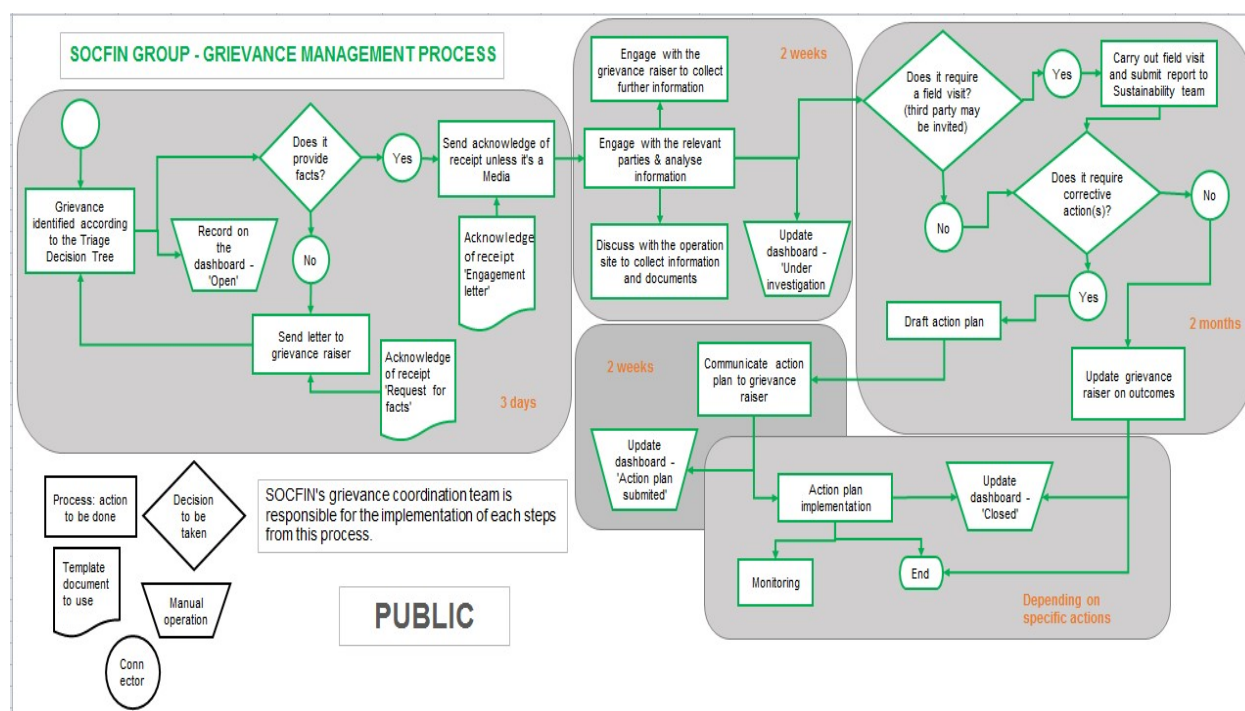 SOCFIN GROUP - GRIEVANCE MANAGEMENT PROCESS
Grievance
identified according
to the Triage
Decision Tree
Record on
the
dashboard -
'Open'
Does it
provide
facts?
Yes
No
Send acknowledge of
receipt unless it's a
Media
Acknowledge
of receipt
'Engagement
letter'
Send letter to
grievance raiser
Acknowledge
of receipt
'Request for
facts'
3 days
Engage with the
grievance raiser to collect
further information
2 weeks
Engage with the relevant
parties & analyse
information
Discuss with the operation
site to collect information
and documents
Update
dashboard -
'Under
investigation
Does it require
a field visit?
(third party may
be invited)
Yes
Carry out field visit
and submit report to
Sustainability team
No
Does it require
corrective
action(s)?
No
Yes
Draft action plan
2 months
Update grievance
raiser on outcomes
2 weeks
Communicate action
plan to grievance
raiser
Update
dashboard -
'Action plan
submited'
Action plan
implementation
Update
dashboard -
'Closed'
Monitoring
End
Depending on
specific actions
Process: action
to be done
Decision
to be
taken
Template
document
to use
Manual
operation
Conn
ector
SOCFIN's grievance coordination team is
responsible for the implementation of each steps
from this process.
PUBLIC